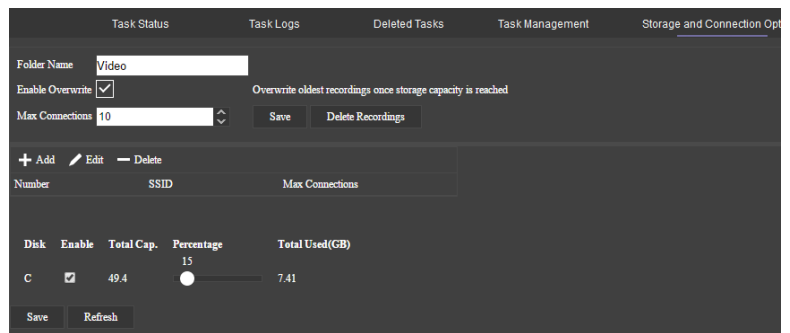 Task Status Task Logs Deleted Tasks Task Management Storage and Connection Opt
Folder Name Video
Enable Overwrite Overwrite oldest recordings once storage capacity is reached
Max Connections 10 Save Delete Recordings
Add Edit Delete
Number SSID Max Connections
Disk Enable Total Cap. Percentage Total Used(GB)
15
C 49.4 7.41
Save Refresh